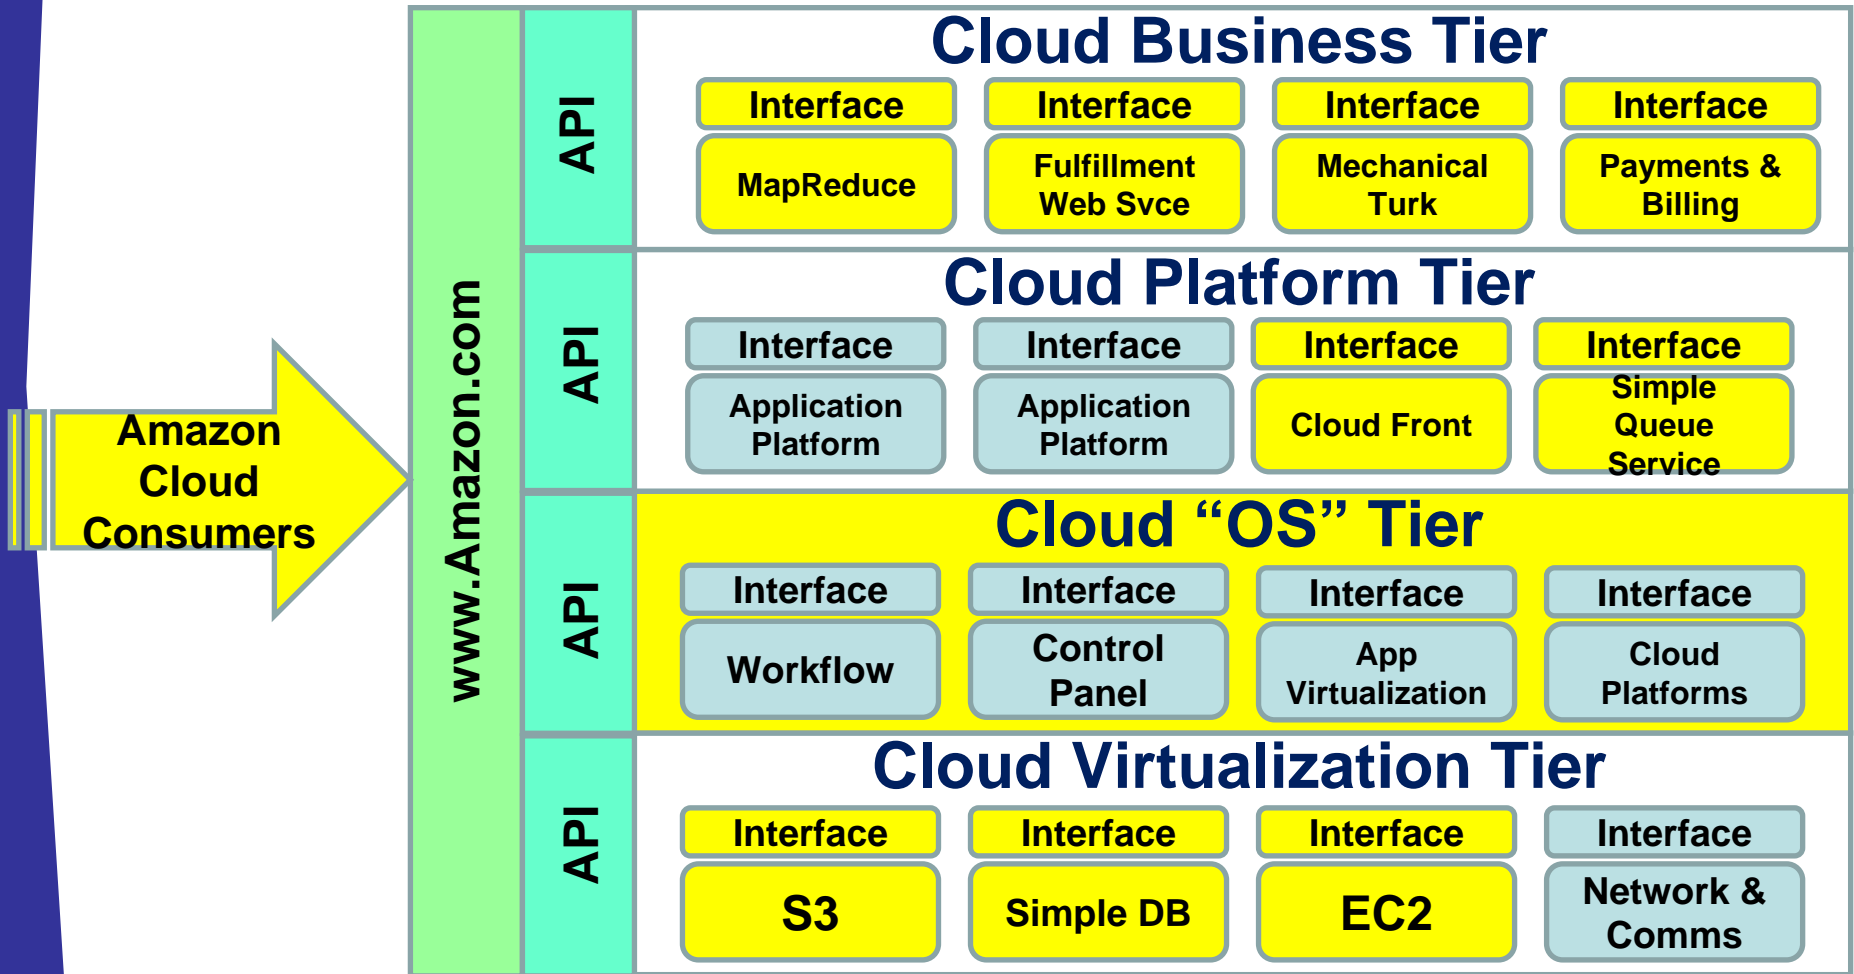 Amazon
Cloud
Consumers
www.Amazon.com
API
Cloud Business Tier
Interface
Interface
Interface
Interface
MapReduce
Fulfillment
Web Svce
Mechanical
Turk
Payments &
Billing
API
Cloud Platform Tier
Interface
Interface
Interface
Interface
Application
Platform
Application
Platform
Cloud Front
Simple
Queue
Service
API
Cloud “OS” Tier
Interface
Interface
Interface
Interface
Workflow
Control
Panel
App
Virtualization
Cloud
Platforms
API
Cloud Virtualization Tier
Interface
Interface
Interface
Interface
S3
Simple DB
EC2
Network &
Comms